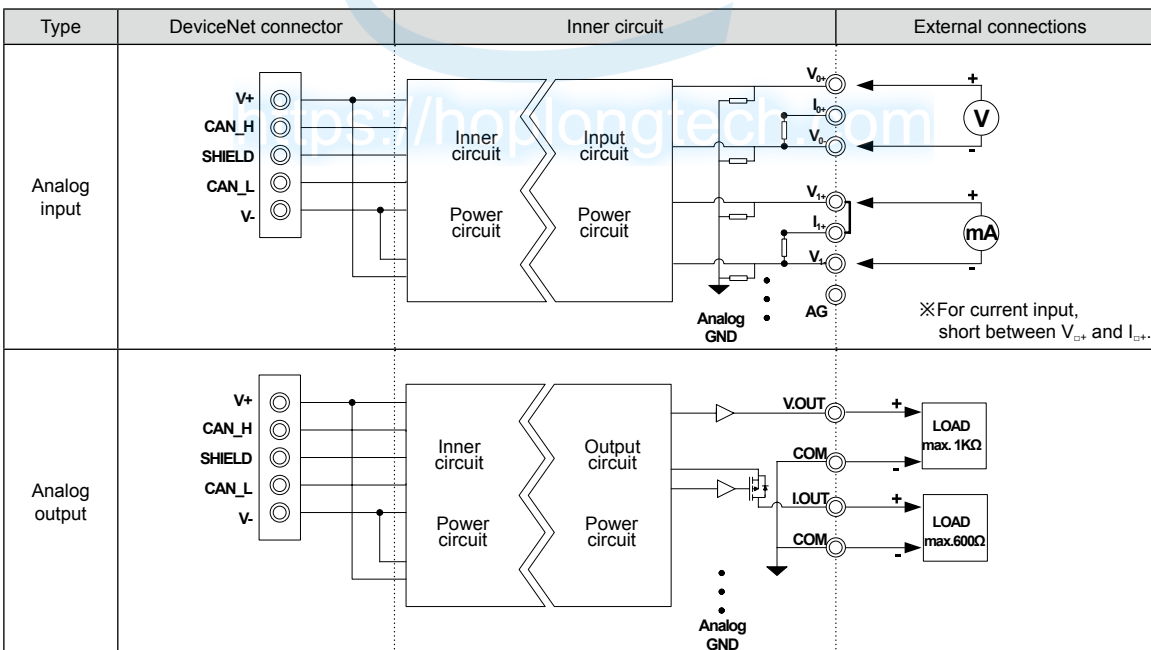 Type
DeviceNet connector
Inner circuit
External connections
Analog
input
V+
CAN_H
SHIELD
CAN_L
V-
Inner
circuit
Power
circuit
Input
circuit
Power
circuit
V0+
I0+
V0-
V1+
I1+
V1-
AG
Analog
GND
+
V
-
+
mA
-
※For current input,
short between V□+ and I□+.
https://hoplongtech.com
Analog
output
V+
CAN_H
SHIELD
CAN_L
V-
Inner
circuit
Power
circuit
Output
circuit
Power
circuit
V.OUT
COM
I.OUT
COM
Analog
GND
+
-
LOAD
max. 1KΩ
+
-
LOAD
max.600Ω